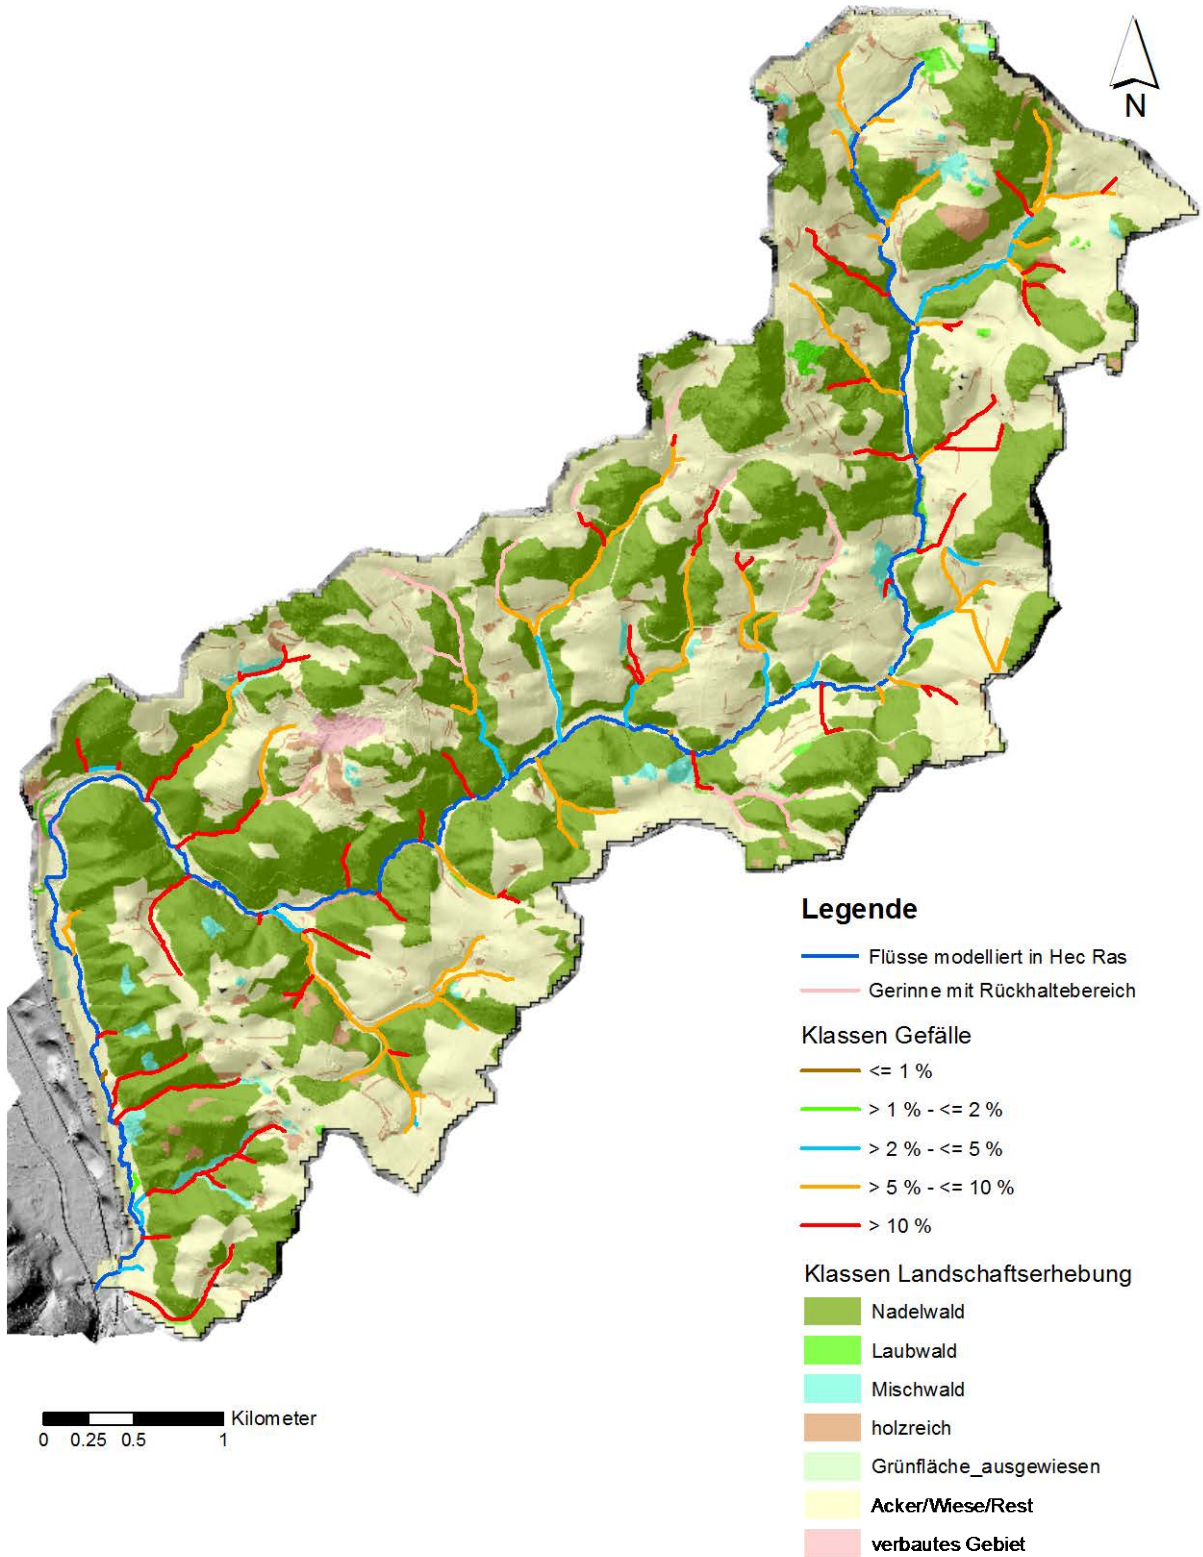 N
Legende
Flüsse modelliert in Hec Ras
Gerinne mit Rückhaltebereich
Klassen Gefälle
<= 1 %
> 1 % - <= 2 %
> 2 % - <= 5 %
> 5 % - <= 10 %
> 10 %
Klassen Landschaftserhebung
Nadelwald
Laubwald
Mischwald
holzreich
Grünfläche_ausgewiesen
Acker/Wiese/Rest
verbautes Gebiet
Kilometer
0 0.25 0.5 1